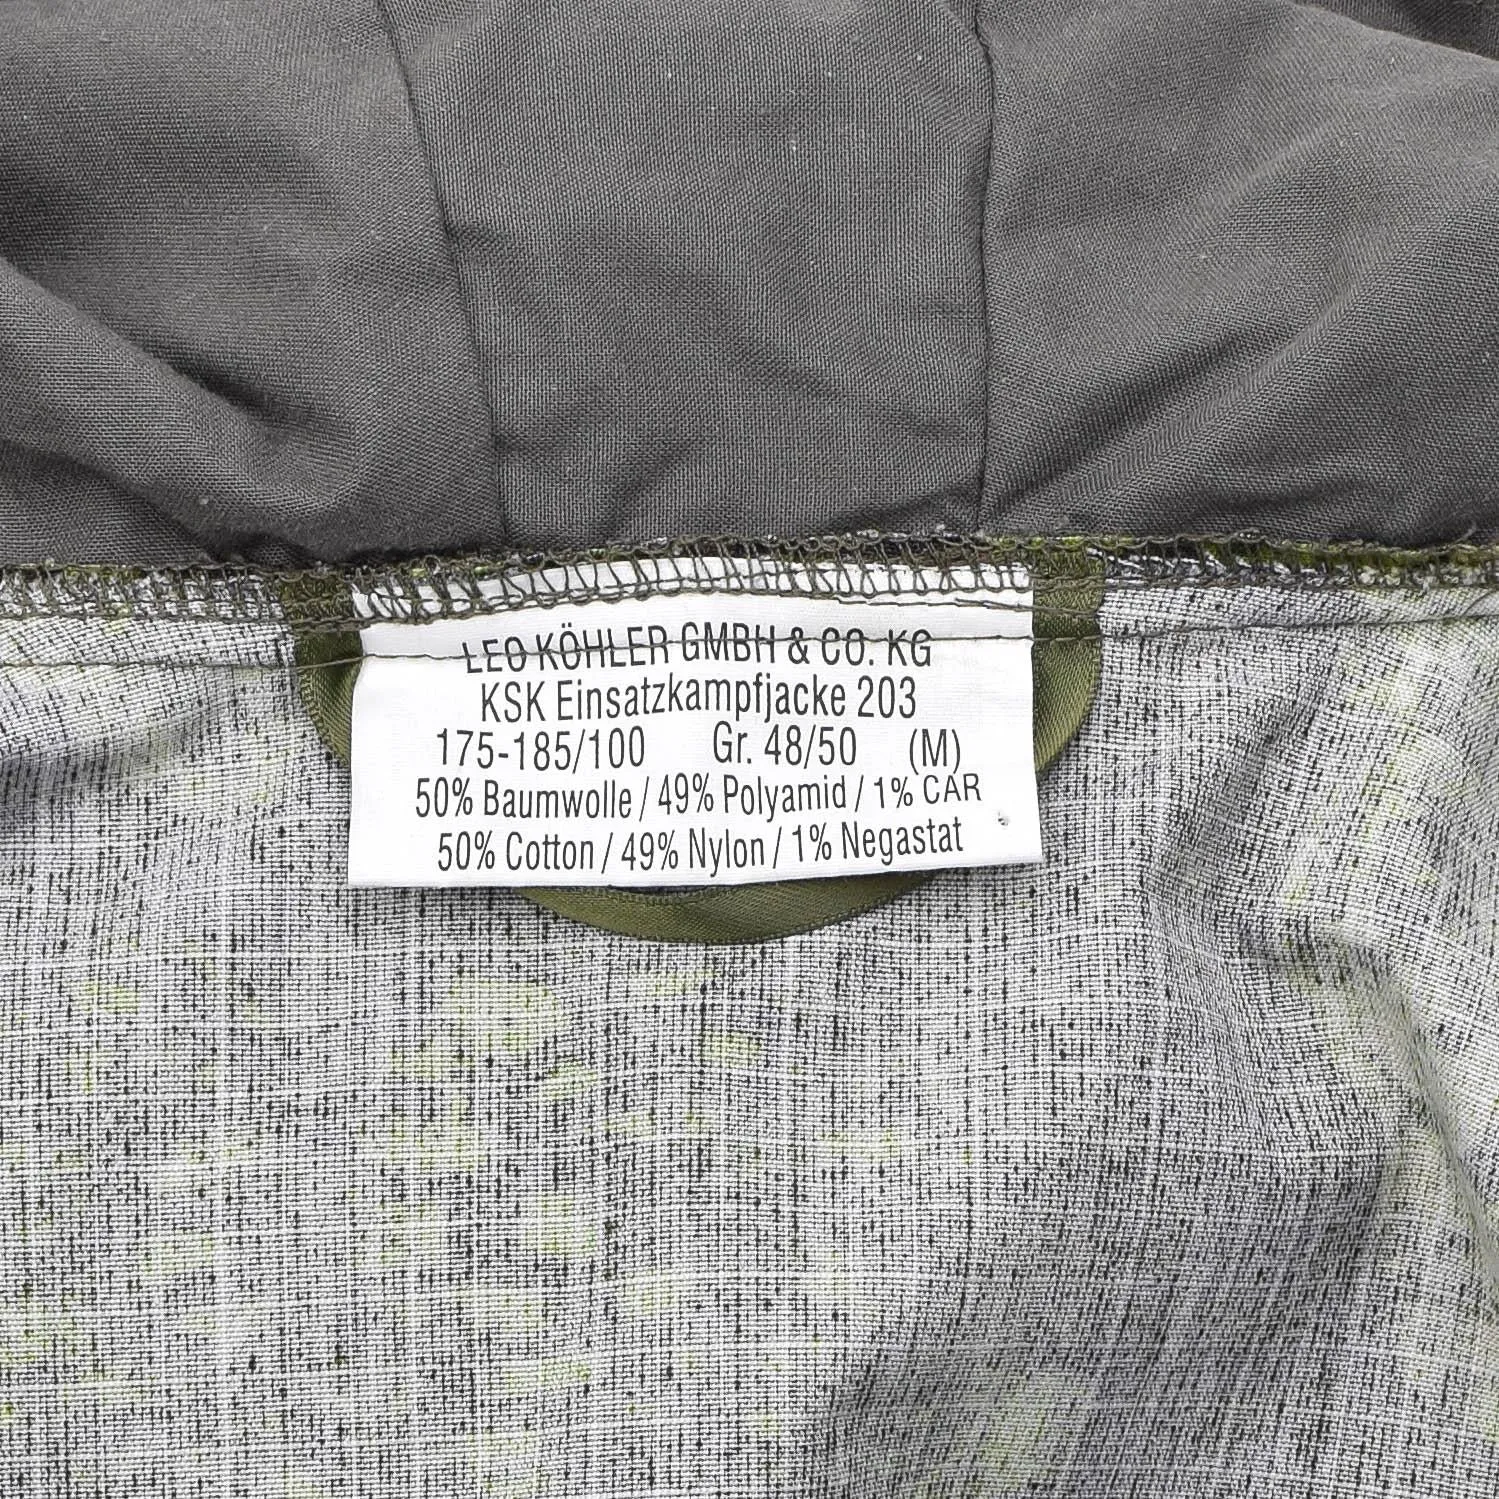 LEO KÖHLER GMBH & CO. KG
KSK Einsatzkampfjacke 203
175-185/100 Gr. 48/50 (M)
50% Baumwolle / 49% Polyamid / 1% CAR
50% Cotton / 49% Nylon / 1% Negastat